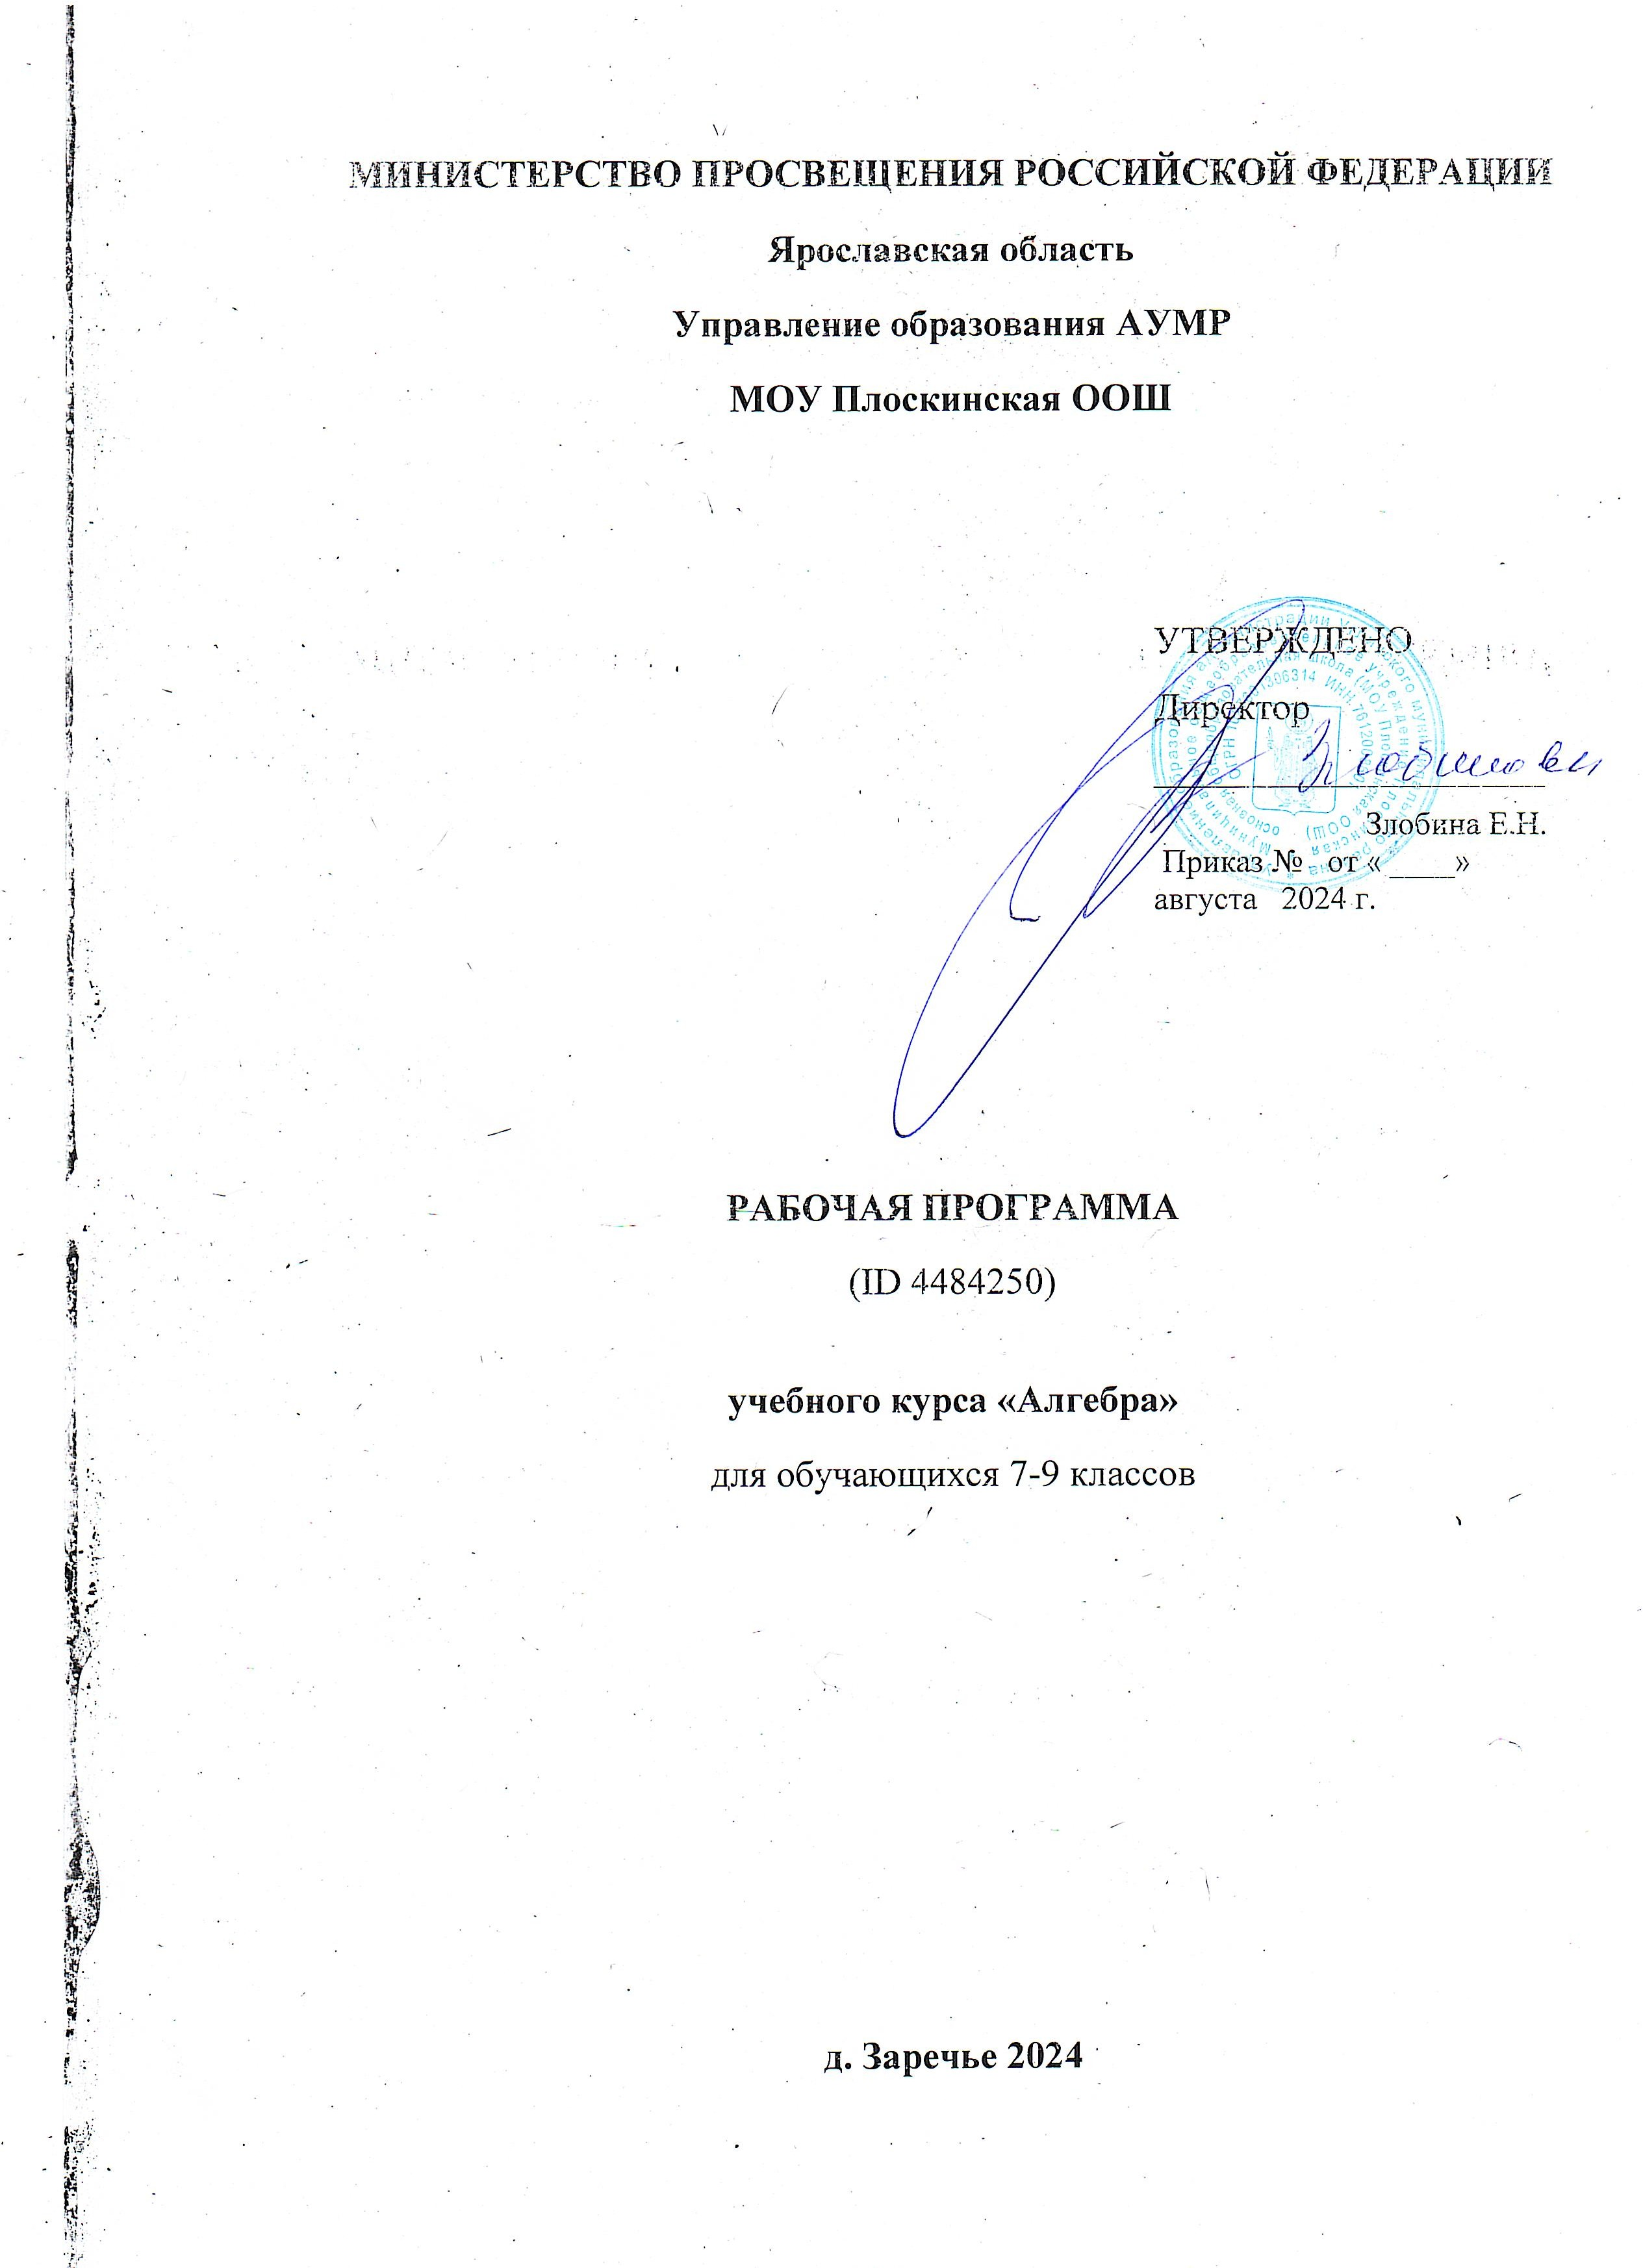 МИНИСТЕРСТВО ПРОСВЕЩЕНИЯ РОССИЙСКОЙ ФЕДЕРАЦИИ
Ярославская область
Управление образования АУМР
МОУ Плоскинская ООШ
УТВЕРЖДЕНО
Директор
Злобина Е.Н.
Приказ № от « ____»
августа 2024 г.
РАБОЧАЯ ПРОГРАММА
(ID 4484250)
учебного курса «Алгебра»
для обучающихся 7-9 классов
д. Заречье 2024